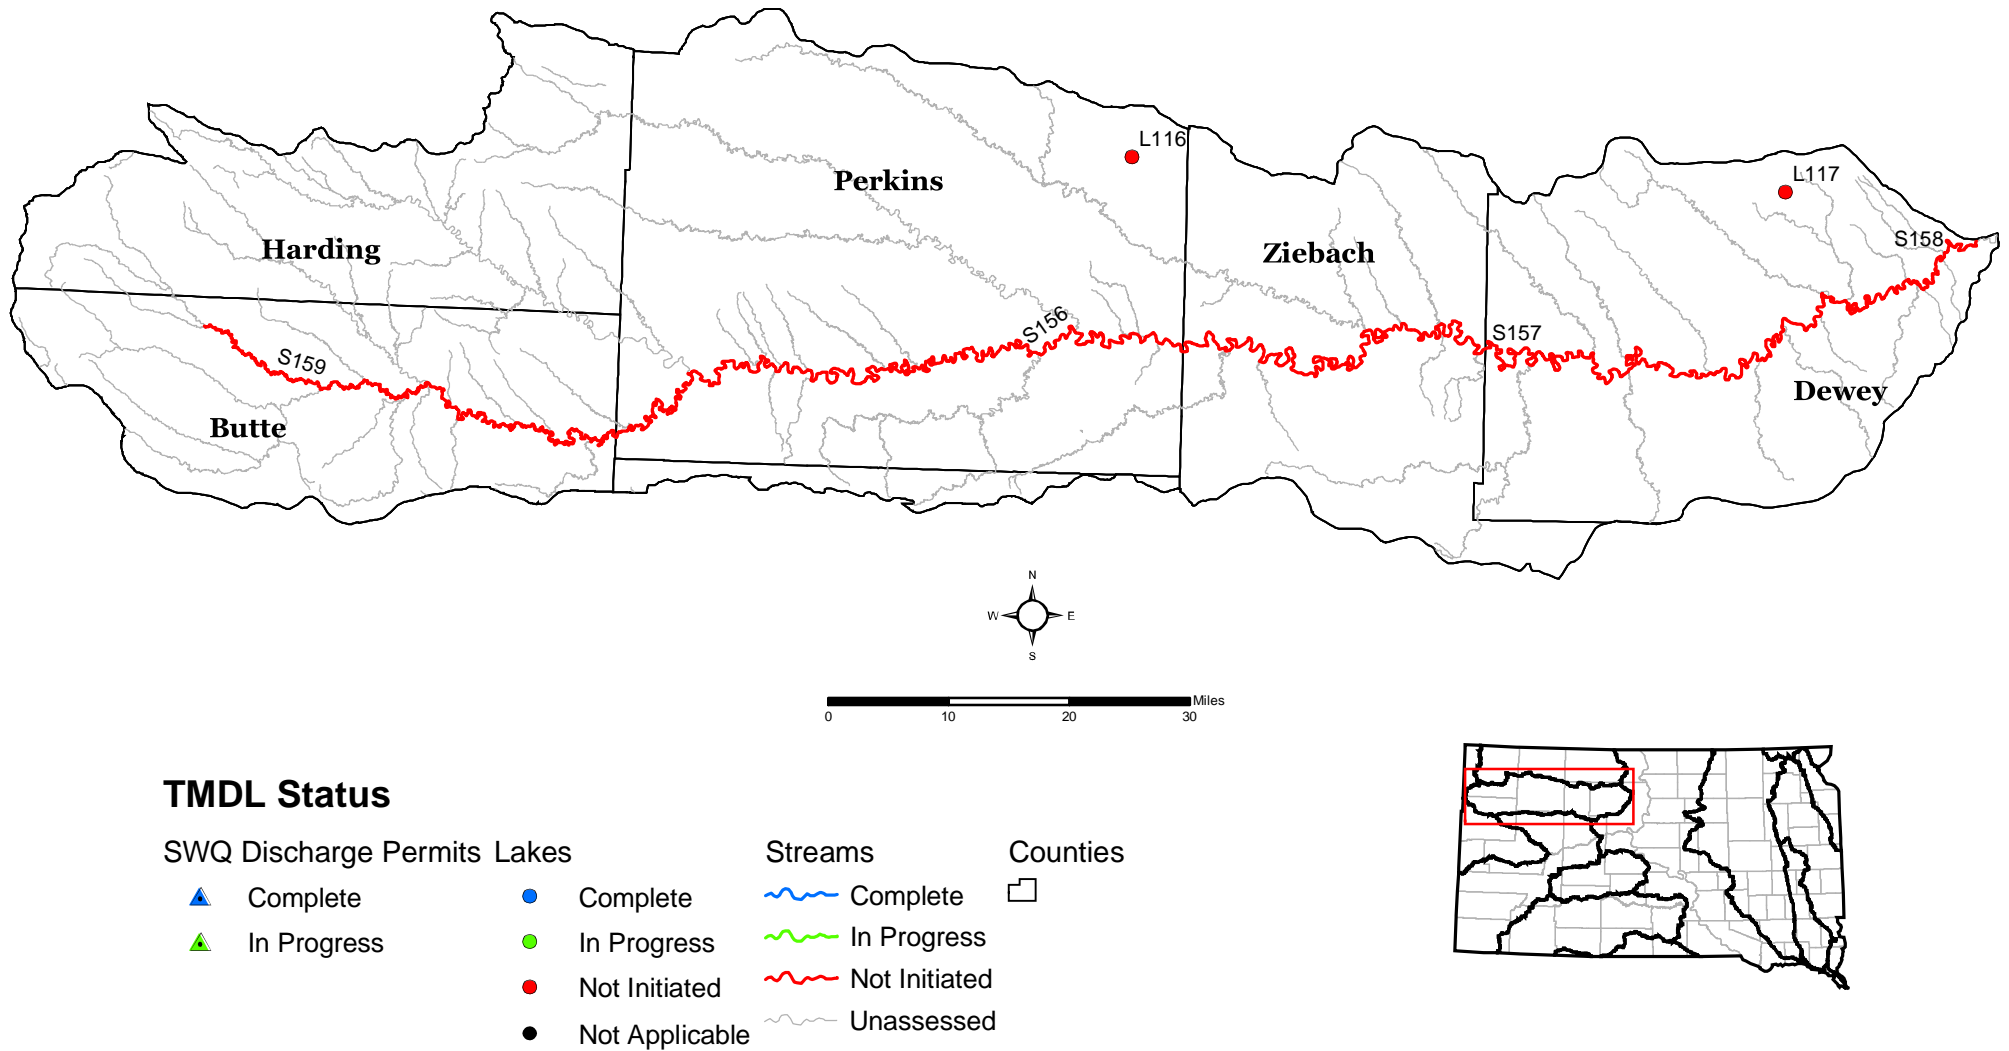 L116
Perkins
L117
Harding
Ziebach
S158
S156
S157
S159
Dewey
Butte
N
W E
S
Miles
0 10 20 30
TMDL Status
SWQ Discharge Permits Lakes Streams Counties
Complete Complete Complete
In Progress In Progress In Progress
Not Initiated Not Initiated
Not Applicable Unassessed